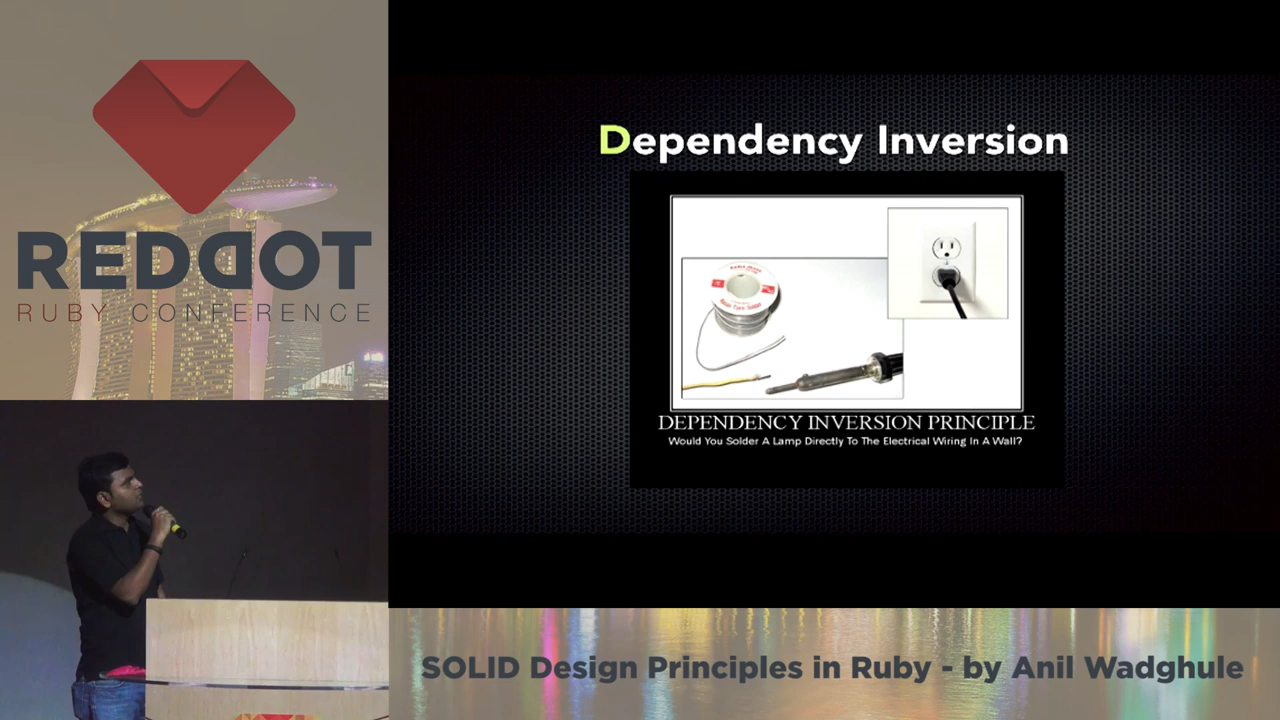 REDDOT
RUBY CONFERENCE
Dependency Inversion
DEPENDENCY INVERSION PRINCIPLE
Would You Solder A Lamp Directly To The Electrical Wiring In A Wall?
SOLID Design Principles in Ruby - by Anil Wadghule